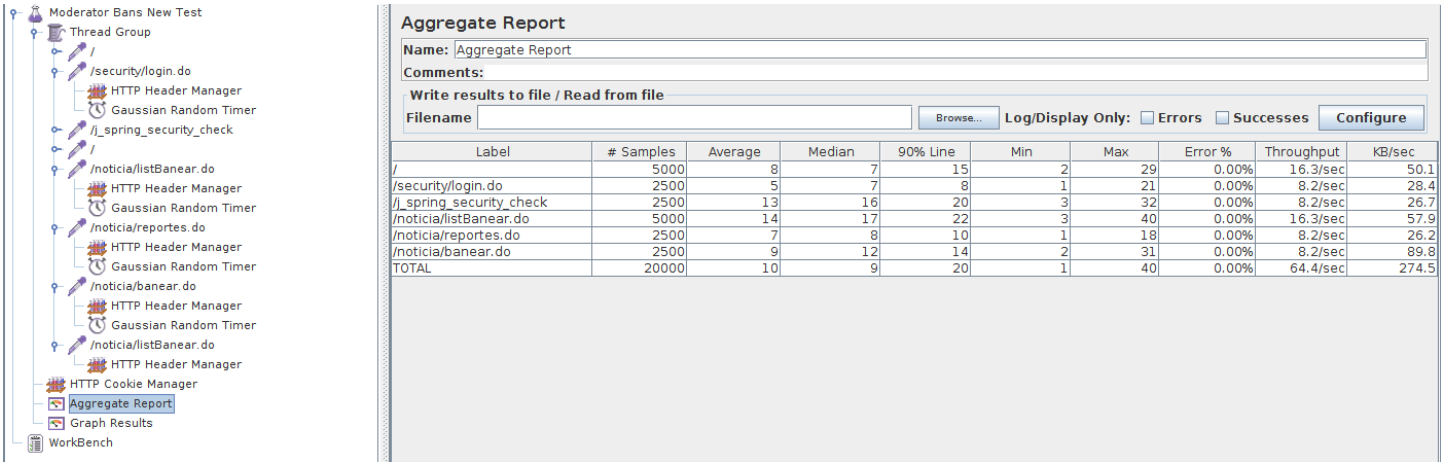 Moderator Bans New Test
Thread Group
/
/security/login.do
HTTP Header Manager
Gaussian Random Timer
/j_spring_security_check
/
/noticia/listBanear.do
HTTP Header Manager
Gaussian Random Timer
/noticia/reportes.do
HTTP Header Manager
Gaussian Random Timer
/noticia/banear.do
HTTP Header Manager
Gaussian Random Timer
/noticia/listBanear.do
HTTP Header Manager
HTTP Cookie Manager
Aggregate Report
Graph Results
WorkBench
Aggregate Report
Name: Aggregate Report
Comments:
Write results to file / Read from file
Filename Browse... Log/Display Only: Errors Successes Configure
Label # Samples Average Median 90% Line Min Max Error % Throughput KB/sec
/ 5000 8 7 15 2 29 0.00% 16.3/sec 50.1
/security/login.do 2500 5 7 8 1 21 0.00% 8.2/sec 28.4
/j_spring_security_check 2500 13 16 20 3 32 0.00% 8.2/sec 26.7
/noticia/listBanear.do 5000 14 17 22 3 40 0.00% 16.3/sec 57.9
/noticia/reportes.do 2500 7 8 10 1 18 0.00% 8.2/sec 26.2
/noticia/banear.do 2500 9 12 14 2 31 0.00% 8.2/sec 89.8
TOTAL 20000 10 9 20 1 40 0.00% 64.4/sec 274.5